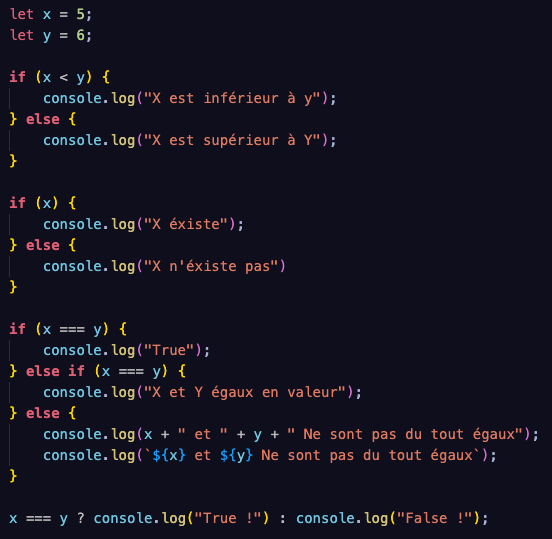 let x = 5;
let y = 6;

if (x < y) {
    console.log("X est inférieur à y");
} else {
    console.log("X est supérieur à Y");
}

if (x) {
    console.log("X éxiste");
} else {
    console.log("X n'éxiste pas")
}

if (x === y) {
    console.log("True");
} else if (x === y) {
    console.log("X et Y égaux en valeur");
} else {
    console.log(x + " et " + y + " Ne sont pas du tout égaux");
    console.log(`${x} et ${y} Ne sont pas du tout égaux`);
}

x === y ? console.log("True !") : console.log("False !");